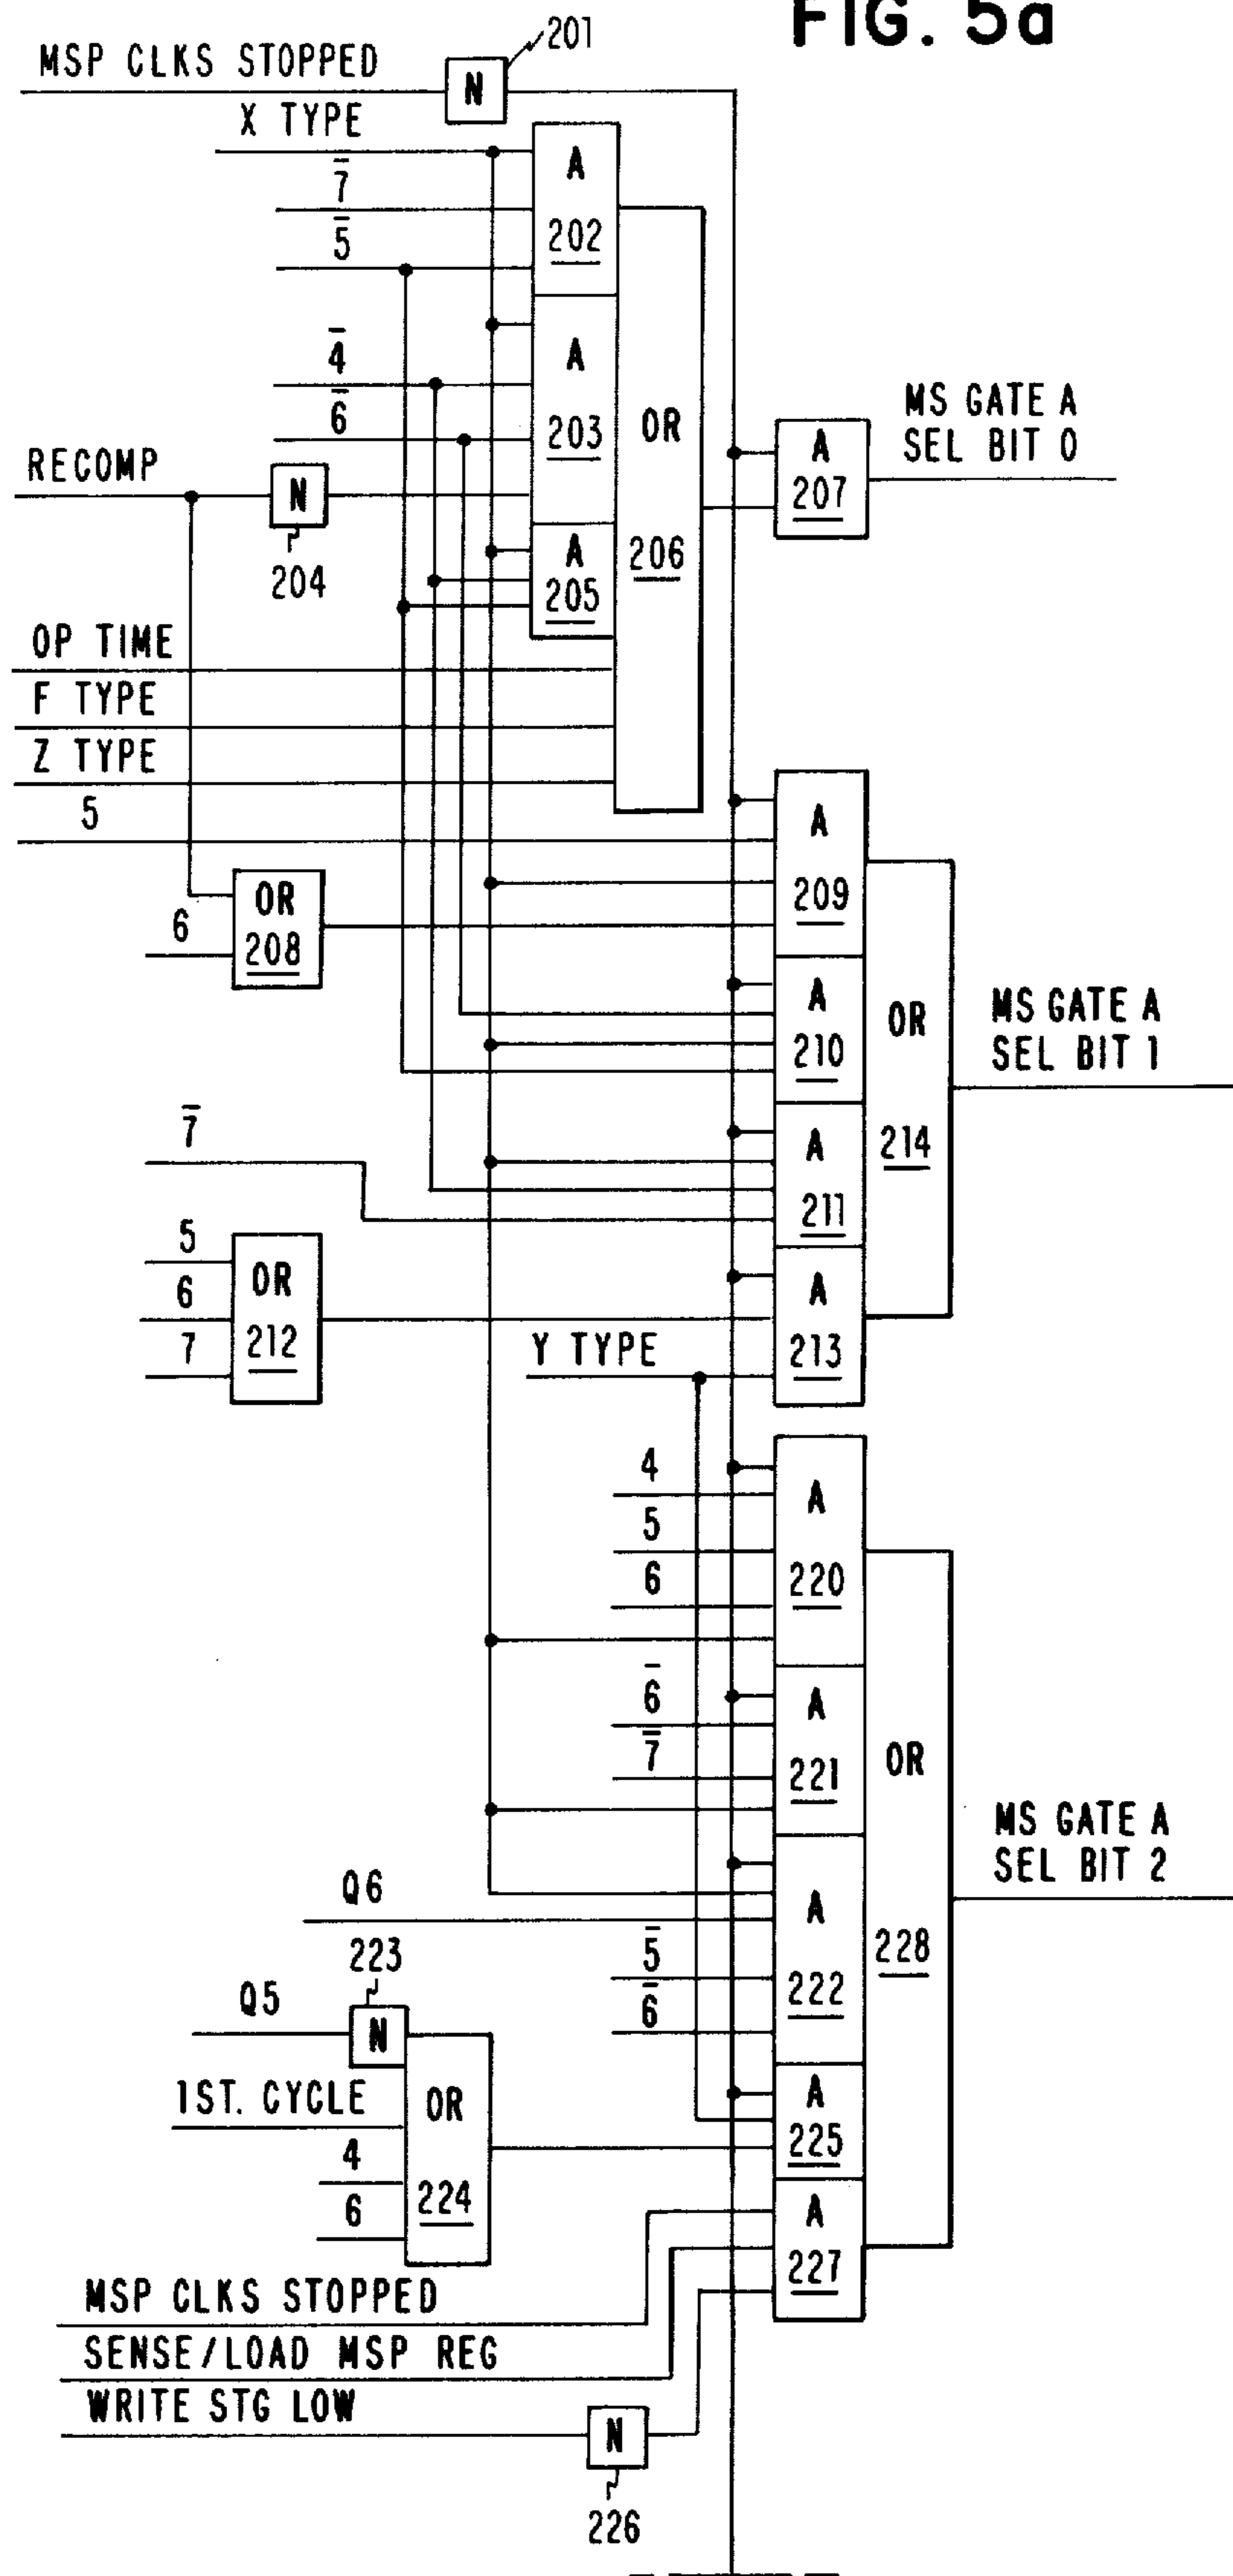 FIG. 5a
201
MSP CLKS STOPPED
N
X TYPE
7̅
A
202
5̅
4̅
A
6̅
203
OR
MS GATE A
SEL BIT 0
RECOMP
N
A
207
204
A
205
206
OP TIME
F TYPE
Z TYPE
5
A
209
OR
208
6
A
210
OR
MS GATE A
SEL BIT 1
7̅
A
211
214
5
6
7
OR
212
A
213
Y TYPE
4
5
6
A
220
6̅
7̅
A
221
OR
MS GATE A
SEL BIT 2
Q6
A
222
228
5̅
6̅
223
Q5
N
1ST. CYCLE
OR
4
6
224
A
225
A
227
MSP CLKS STOPPED
SENSE/LOAD MSP REG
WRITE STG LOW
N
226